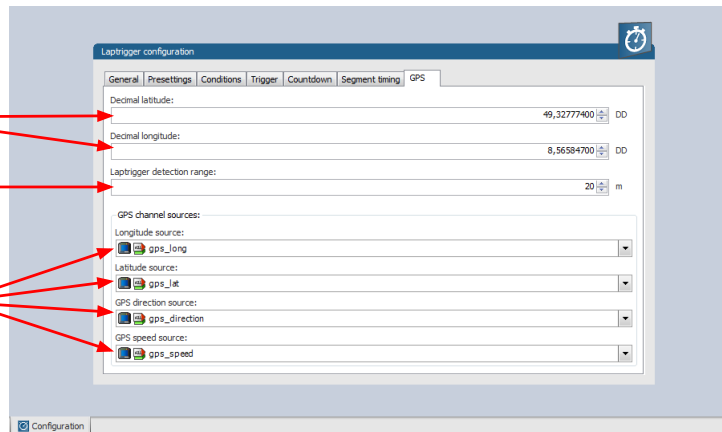 Laptrigger configuration
General Presettings Conditions Trigger Countdown Segment timing GPS
Decimal latitude:
49,32777400 DD
Decimal longitude:
8,56584700 DD
Laptrigger detection range:
20 m
GPS channel sources:
Longitude source:
gps_long
Latitude source:
gps_lat
GPS direction source:
gps_direction
GPS speed source:
gps_speed
Configuration